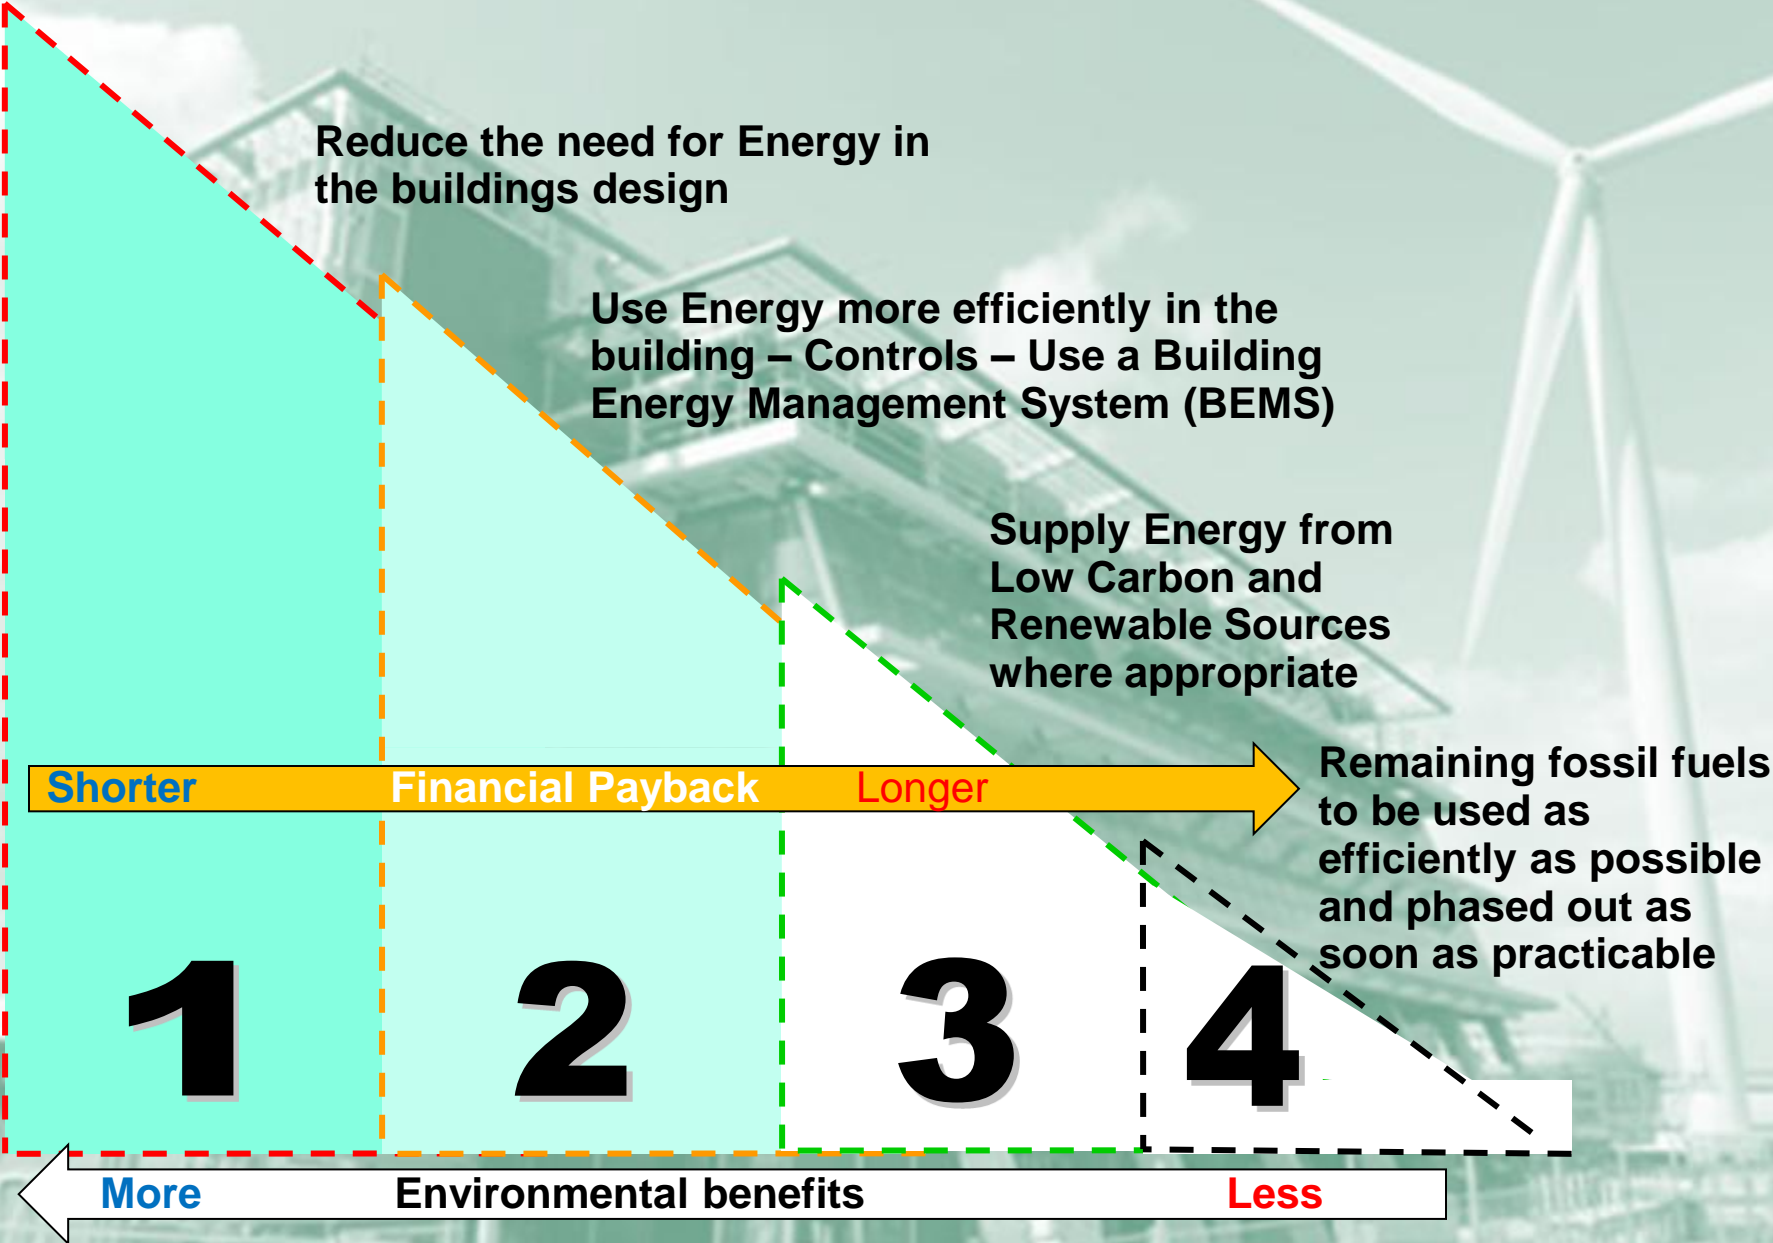 Reduce the need for Energy in
the buildings design
Use Energy more efficiently in the
building – Controls – Use a Building
Energy Management System (BEMS)
Supply Energy from
Low Carbon and
Renewable Sources
where appropriate
Shorter Financial Payback Longer
Remaining fossil fuels
to be used as
efficiently as possible
and phased out as
soon as practicable
1 2 3 4
More Environmental benefits Less